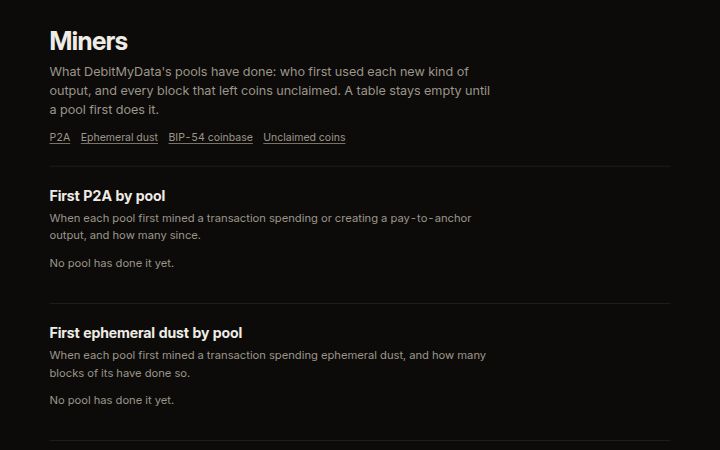 Miners
What DebitMyData's pools have done: who first used each new kind of
output, and every block that left coins unclaimed. A table stays empty until
a pool first does it.
P2A Ephemeral dust BIP-54 coinbase Unclaimed coins
First P2A by pool
When each pool first mined a transaction spending or creating a pay-to-anchor
output, and how many since.
No pool has done it yet.
First ephemeral dust by pool
When each pool first mined a transaction spending ephemeral dust, and how many
blocks of its have done so.
No pool has done it yet.